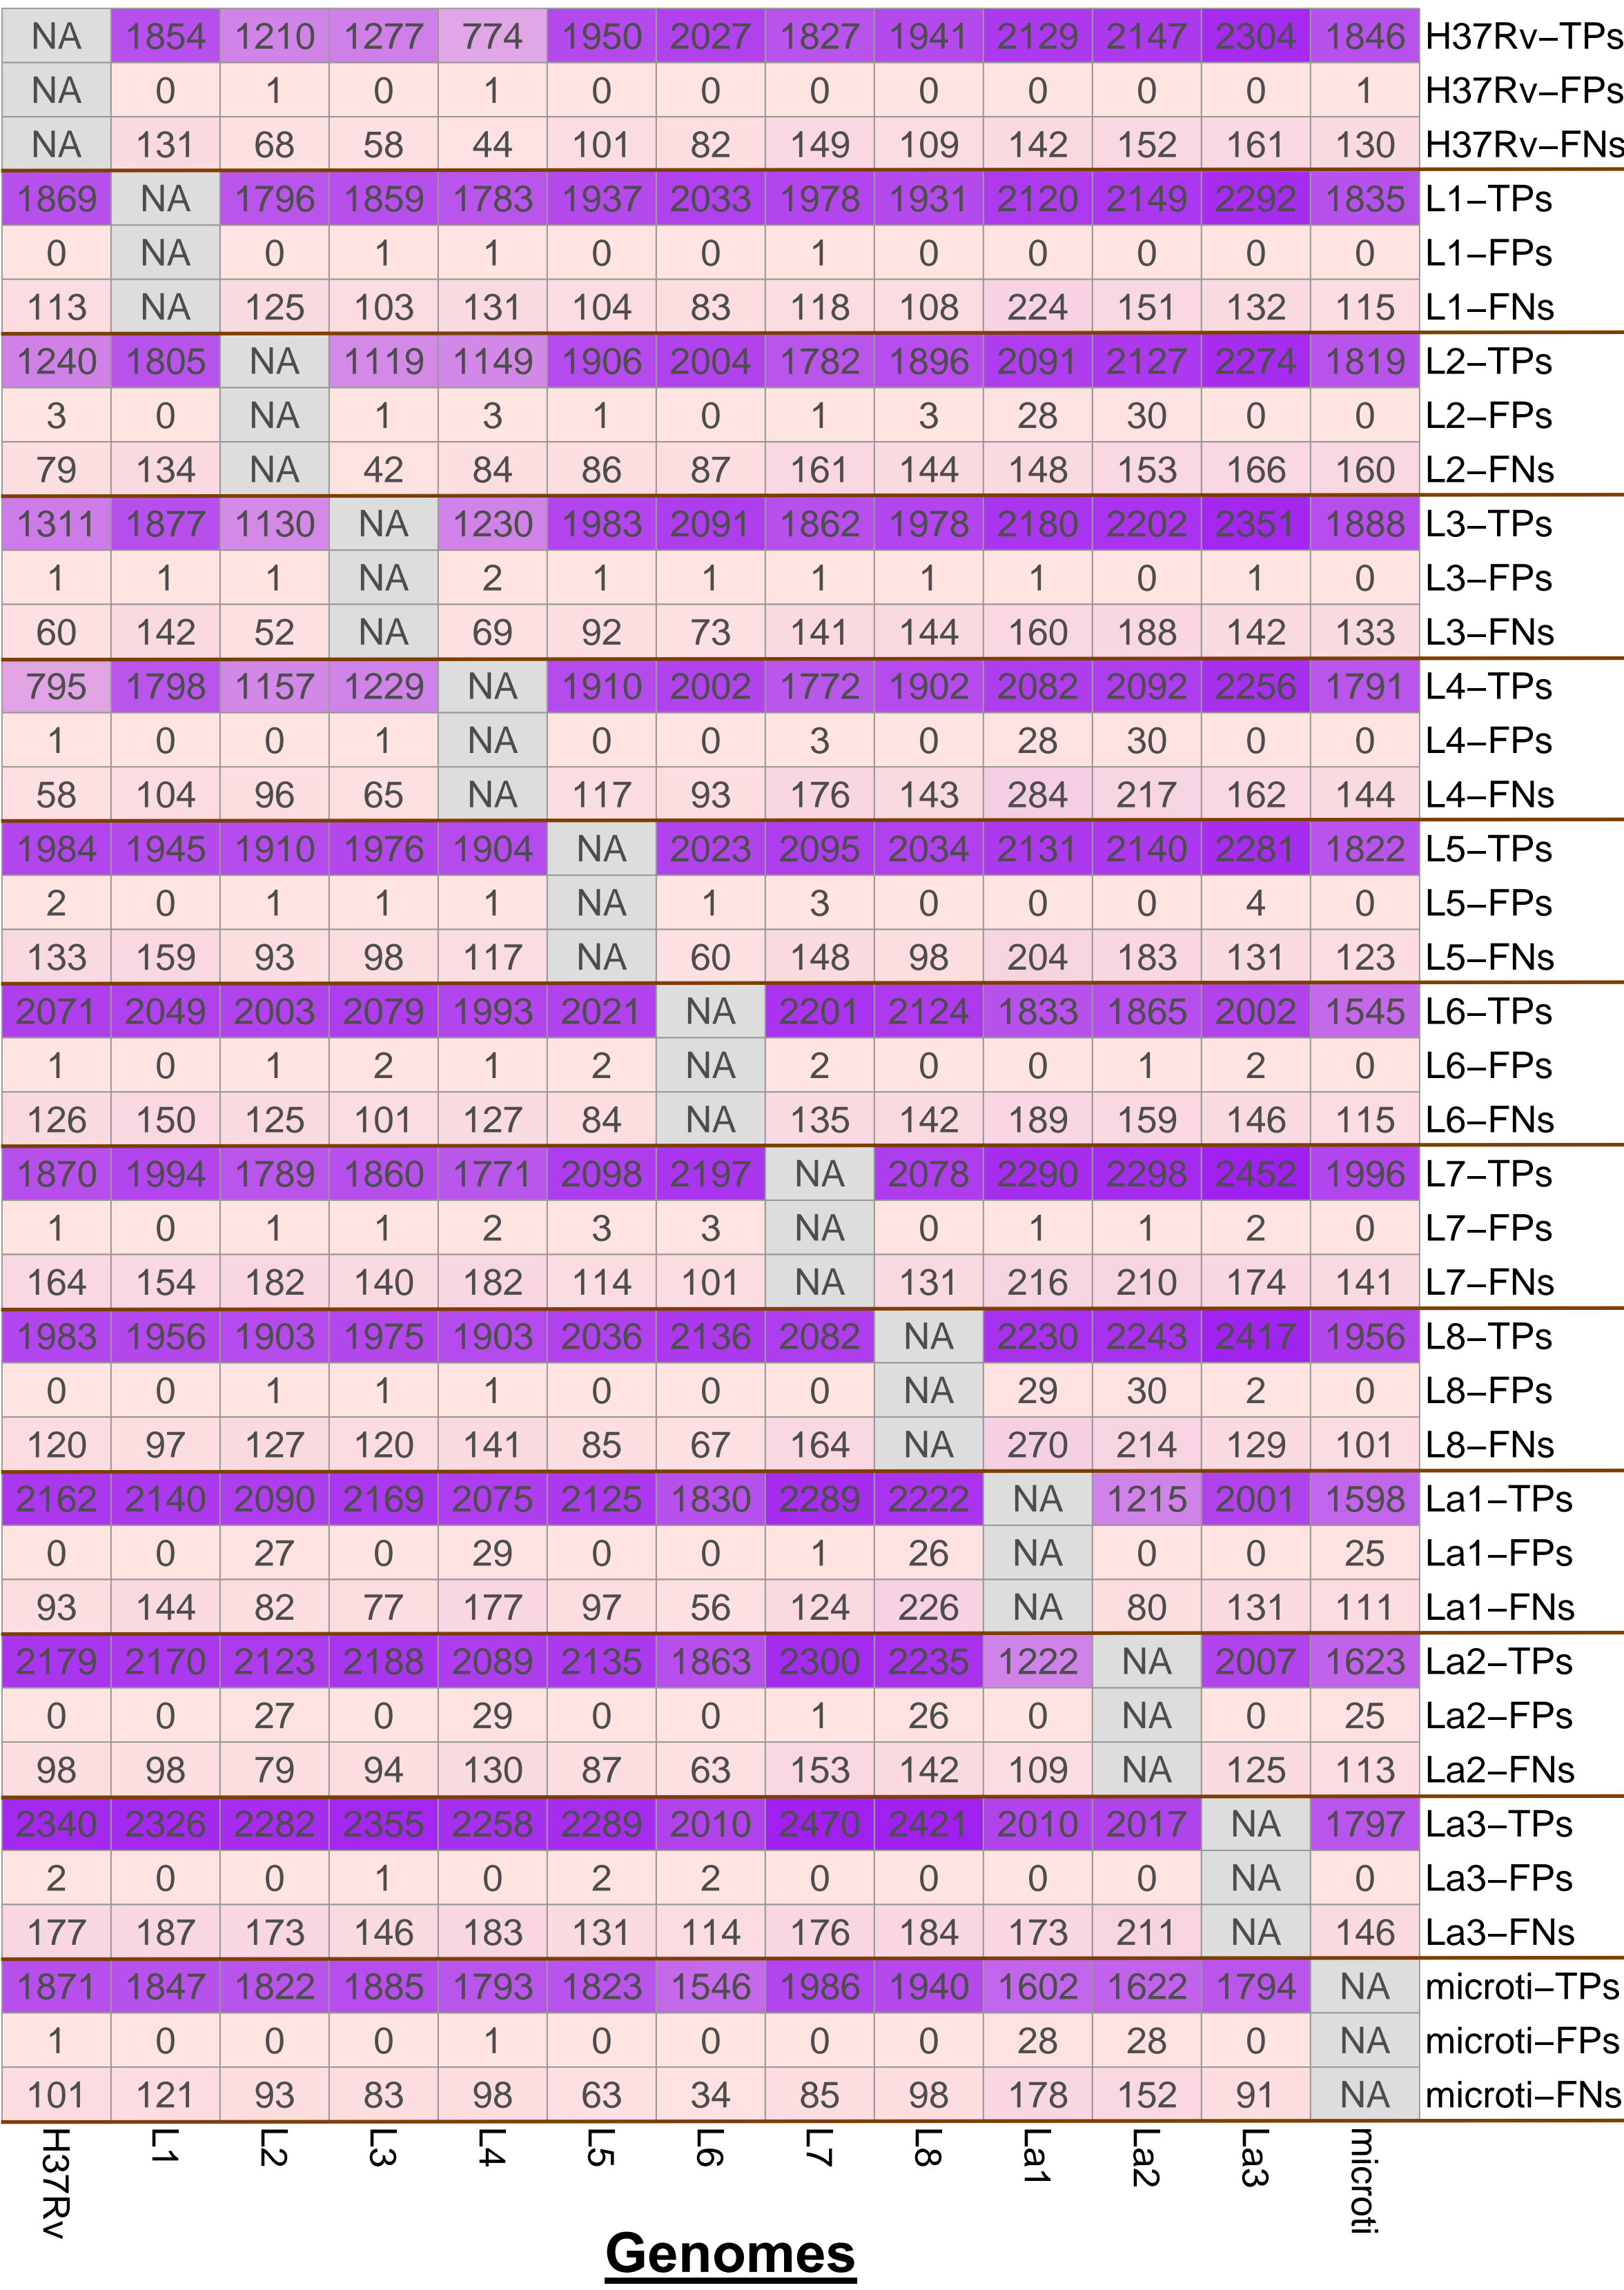 NA 1854 1210 1277 774 1950 2027 1827 1941 2129 2147 2304 1846 H37Rv–TPs
NA 0 1 0 1 0 0 0 0 0 0 0 1 H37Rv–FPs
NA 131 68 58 44 101 82 149 109 142 152 161 130 H37Rv–FNs
1869 NA 1796 1859 1783 1937 2033 1978 1931 2120 2149 2292 1835 L1–TPs
0 NA 0 1 1 0 0 1 0 0 0 0 0 L1–FPs
113 NA 125 103 131 104 83 118 108 224 151 132 115 L1–FNs
1240 1805 NA 1119 1149 1906 2004 1782 1896 2091 2127 2274 1819 L2–TPs
3 0 NA 1 3 1 0 1 3 28 30 0 0 L2–FPs
79 134 NA 42 84 86 87 161 144 148 153 166 160 L2–FNs
1311 1877 1130 NA 1230 1983 2091 1862 1978 2180 2202 2351 1888 L3–TPs
1 1 1 NA 2 1 1 1 1 1 0 1 0 L3–FPs
60 142 52 NA 69 92 73 141 144 160 188 142 133 L3–FNs
795 1798 1157 1229 NA 1910 2002 1772 1902 2082 2092 2256 1791 L4–TPs
1 0 0 1 NA 0 0 3 0 28 30 0 0 L4–FPs
58 104 96 65 NA 117 93 176 143 284 217 162 144 L4–FNs
1984 1945 1910 1976 1904 NA 2023 2095 2034 2131 2140 2281 1822 L5–TPs
2 0 1 1 1 NA 1 3 0 0 0 4 0 L5–FPs
133 159 93 98 117 NA 60 148 98 204 183 131 123 L5–FNs
2071 2049 2003 2079 1993 2021 NA 2201 2124 1833 1865 2002 1545 L6–TPs
1 0 1 2 1 2 NA 2 0 0 1 2 0 L6–FPs
126 150 125 101 127 84 NA 135 142 189 159 146 115 L6–FNs
1870 1994 1789 1860 1771 2098 2197 NA 2078 2290 2298 2452 1996 L7–TPs
1 0 1 1 2 3 3 NA 0 1 1 2 0 L7–FPs
164 154 182 140 182 114 101 NA 131 216 210 174 141 L7–FNs
1983 1956 1903 1975 1903 2036 2136 2082 NA 2230 2243 2417 1956 L8–TPs
0 0 1 1 1 0 0 0 NA 29 30 2 0 L8–FPs
120 97 127 120 141 85 67 164 NA 270 214 129 101 L8–FNs
2162 2140 2090 2169 2075 2125 1830 2289 2222 NA 1215 2001 1598 La1–TPs
0 0 27 0 29 0 0 1 26 NA 0 0 25 La1–FPs
93 144 82 77 177 97 56 124 226 NA 80 131 111 La1–FNs
2179 2170 2123 2188 2089 2135 1863 2300 2235 1222 NA 2007 1623 La2–TPs
0 0 27 0 29 0 0 1 26 0 NA 0 25 La2–FPs
98 98 79 94 130 87 63 153 142 109 NA 125 113 La2–FNs
2340 2326 2282 2355 2258 2289 2010 2470 2421 2010 2017 NA 1797 La3–TPs
2 0 0 1 0 2 2 0 0 0 0 NA 0 La3–FPs
177 187 173 146 183 131 114 176 184 173 211 NA 146 La3–FNs
1871 1847 1822 1885 1793 1823 1546 1986 1940 1602 1622 1794 NA microti–TPs
1 0 0 0 1 0 0 0 0 28 28 0 NA microti–FPs
101 121 93 83 98 63 34 85 98 178 152 91 NA microti–FNs
H37Rv L1 L2 L3 L4 L5 L6 L7 L8 La1 La2 La3 microti
Genomes